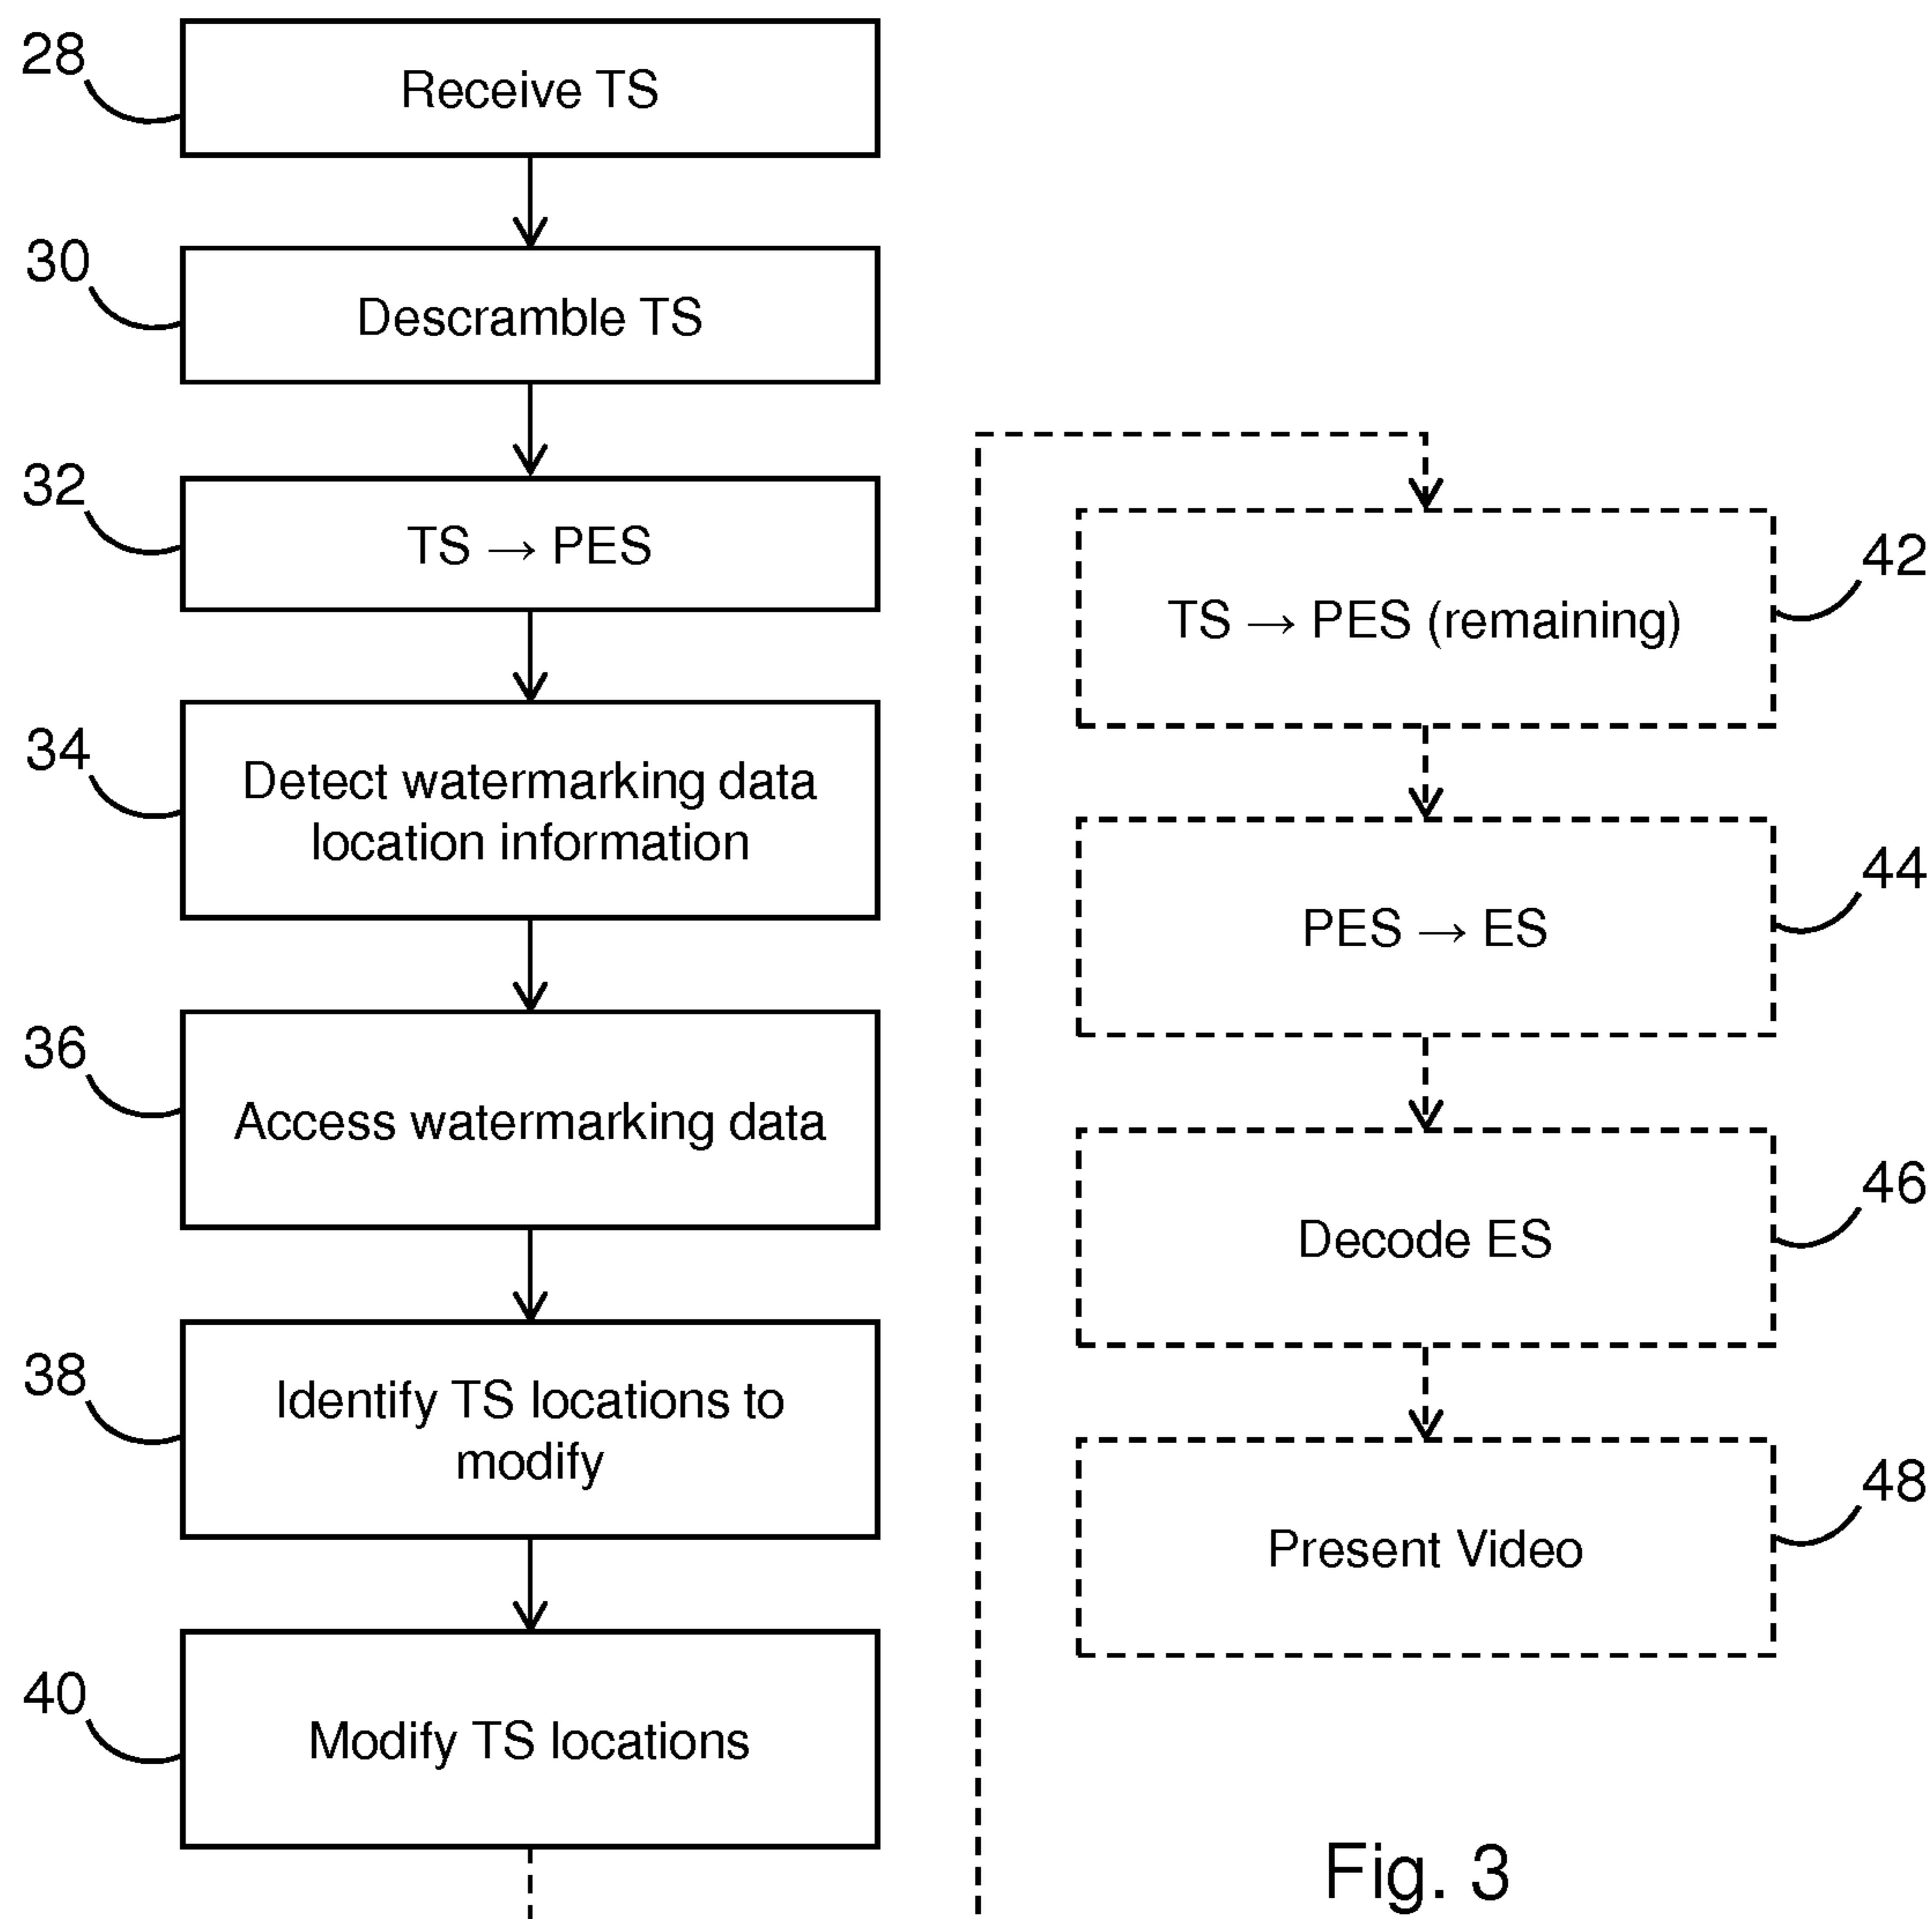 28
Receive TS
30
Descramble TS
32
TS → PES
34
Detect watermarking data
location information
36
Access watermarking data
38
Identify TS locations to
modify
40
Modify TS locations
42
TS → PES (remaining)
44
PES → ES
46
Decode ES
48
Present Video
Fig. 3